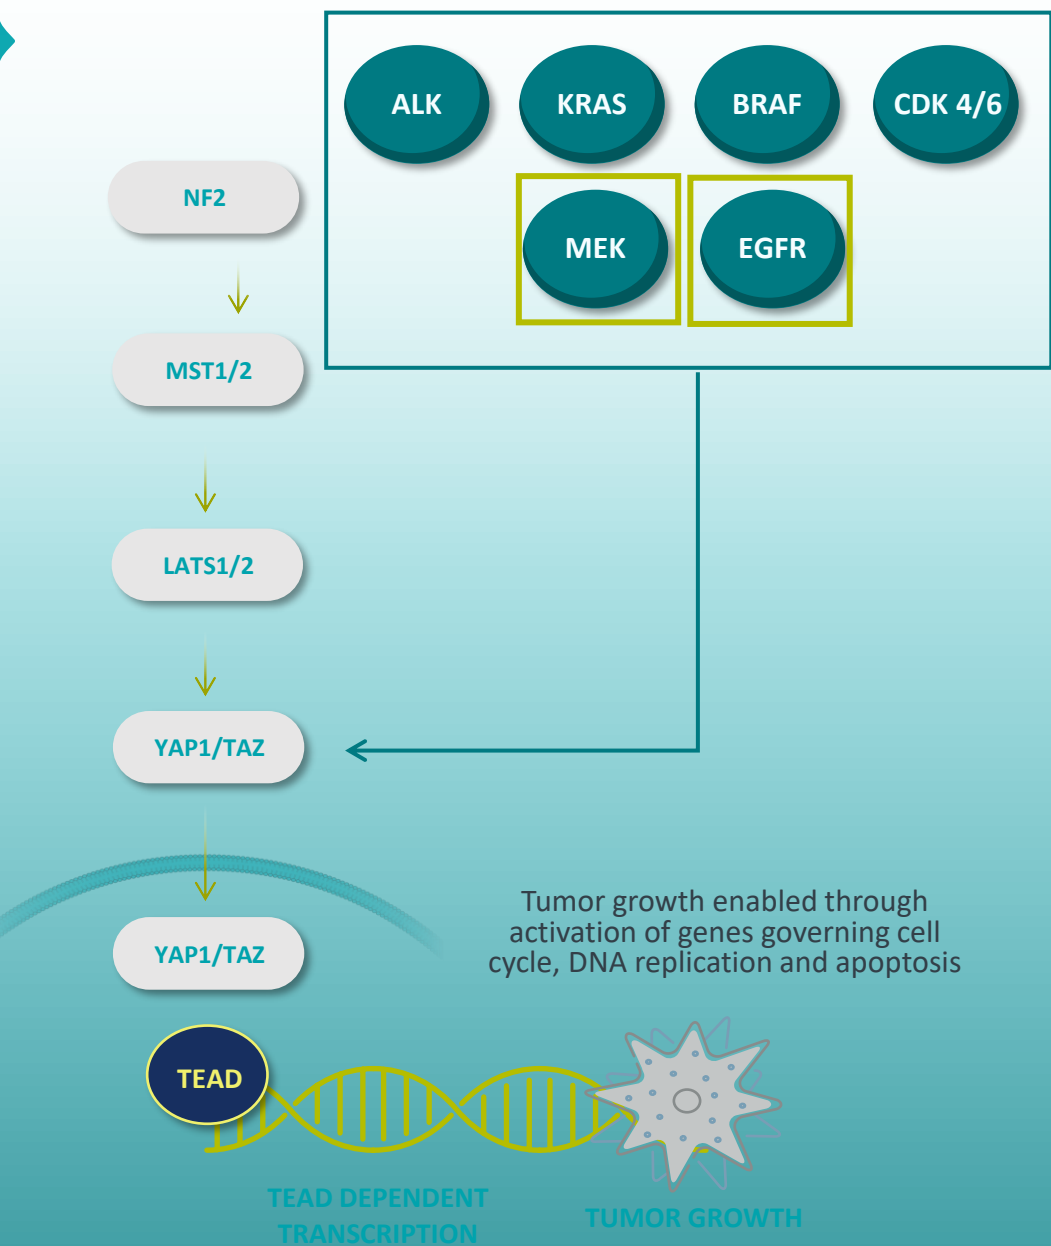 ALK
KRAS
BRAF
CDK 4/6
NF2
MEK
EGFR
MST1/2
LATS1/2
YAP1/TAZ
YAP1/TAZ
Tumor growth enabled through
activation of genes governing cell
cycle, DNA replication and apoptosis
TEAD
TEAD DEPENDENT
TRANSCRIPTION
TUMOR GROWTH